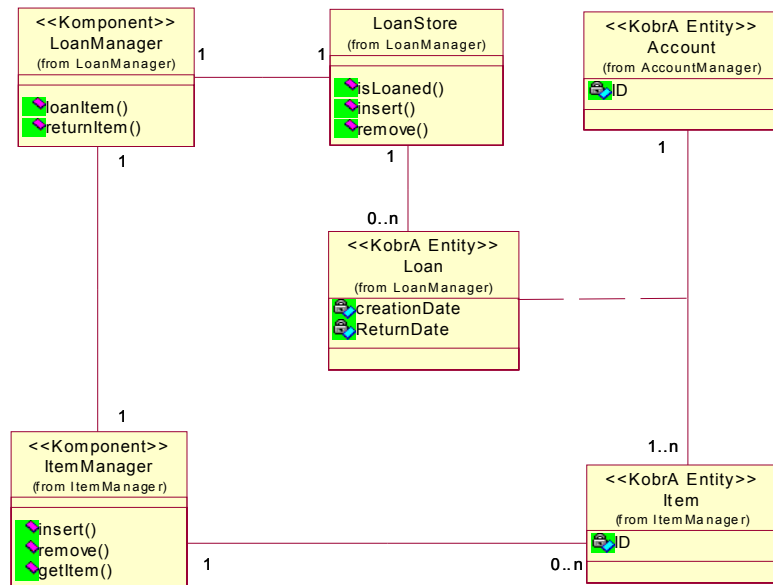 <<Komponent>>
LoanManager
(from LoanManager)
loanItem()
returnItem()
1
1
LoanStore
(from LoanManager)
isLoaned()
insert()
remove()
<<KobrA Entity>>
Account
(from AccountManager)
ID
1
1
1
0..n
<<KobrA Entity>>
Loan
(from LoanManager)
creationDate
ReturnDate
1
1..n
<<Komponent>>
ItemManager
(from ItemManager)
insert()
remove()
getItem()
1
0..n
<<KobrA Entity>>
Item
(from ItemManager)
ID